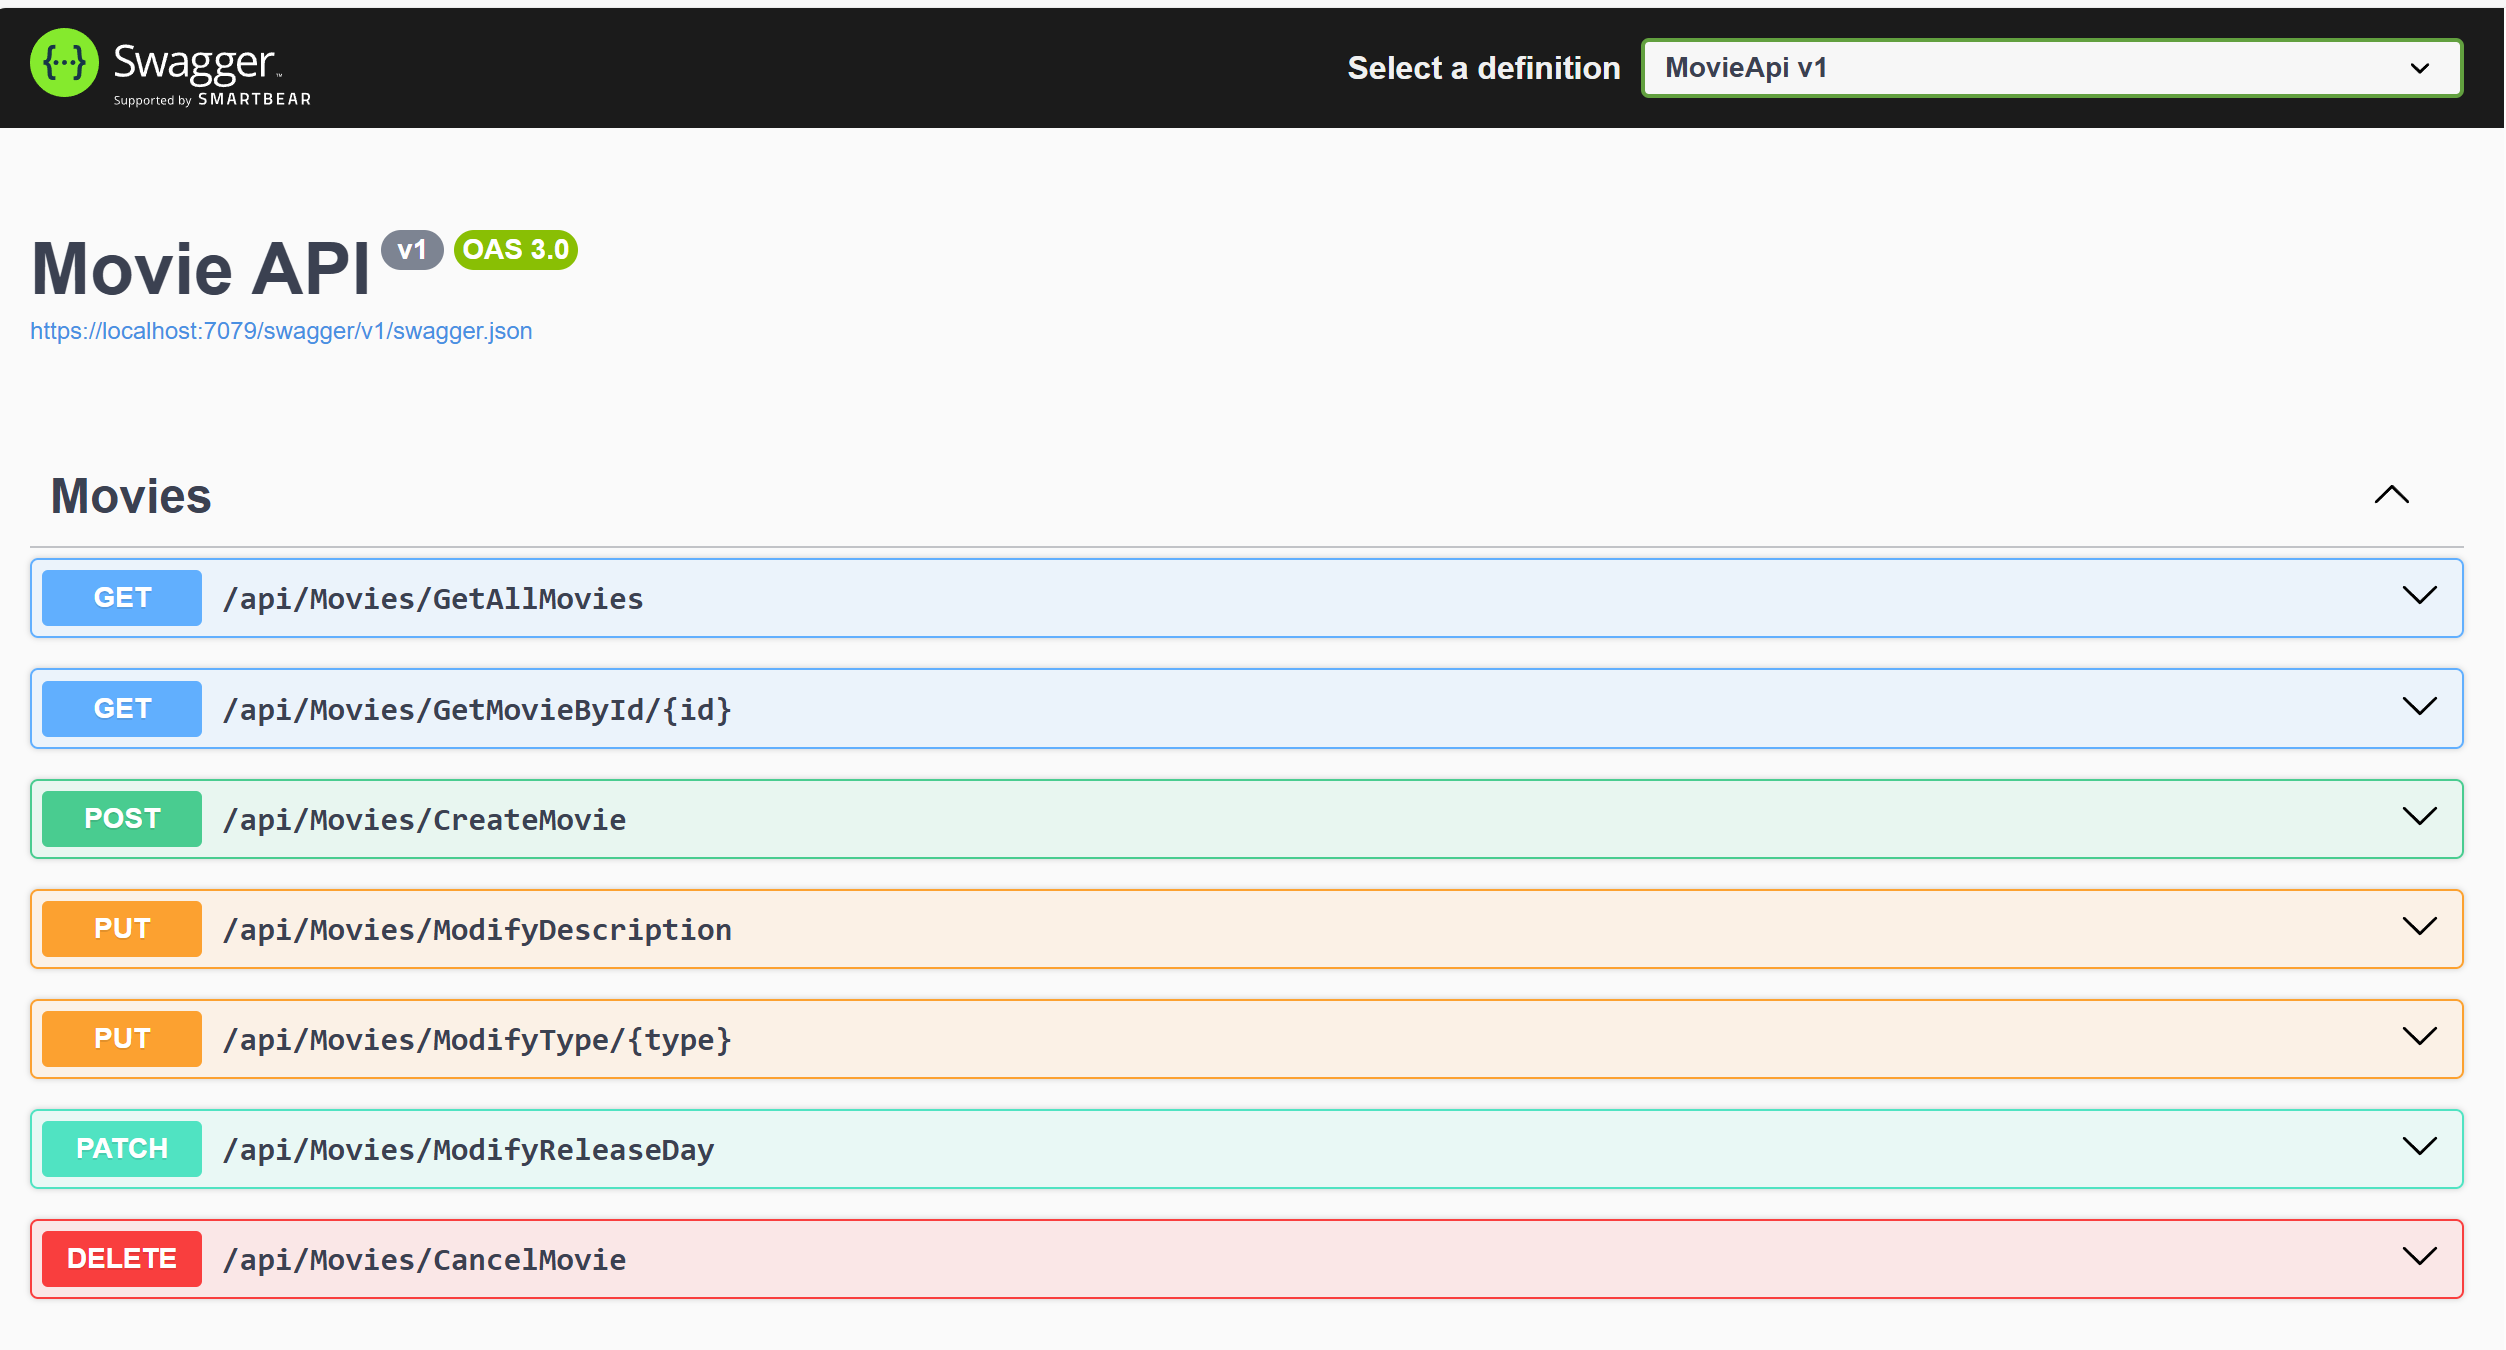 {···} Swagger™
Supported by SMARTBEAR
Select a definition
MovieApi v1
Movie API v1 OAS 3.0
https://localhost:7079/swagger/v1/swagger.json
Movies
GET /api/Movies/GetAllMovies
GET /api/Movies/GetMovieById/{id}
POST /api/Movies/CreateMovie
PUT /api/Movies/ModifyDescription
PUT /api/Movies/ModifyType/{type}
PATCH /api/Movies/ModifyReleaseDay
DELETE /api/Movies/CancelMovie